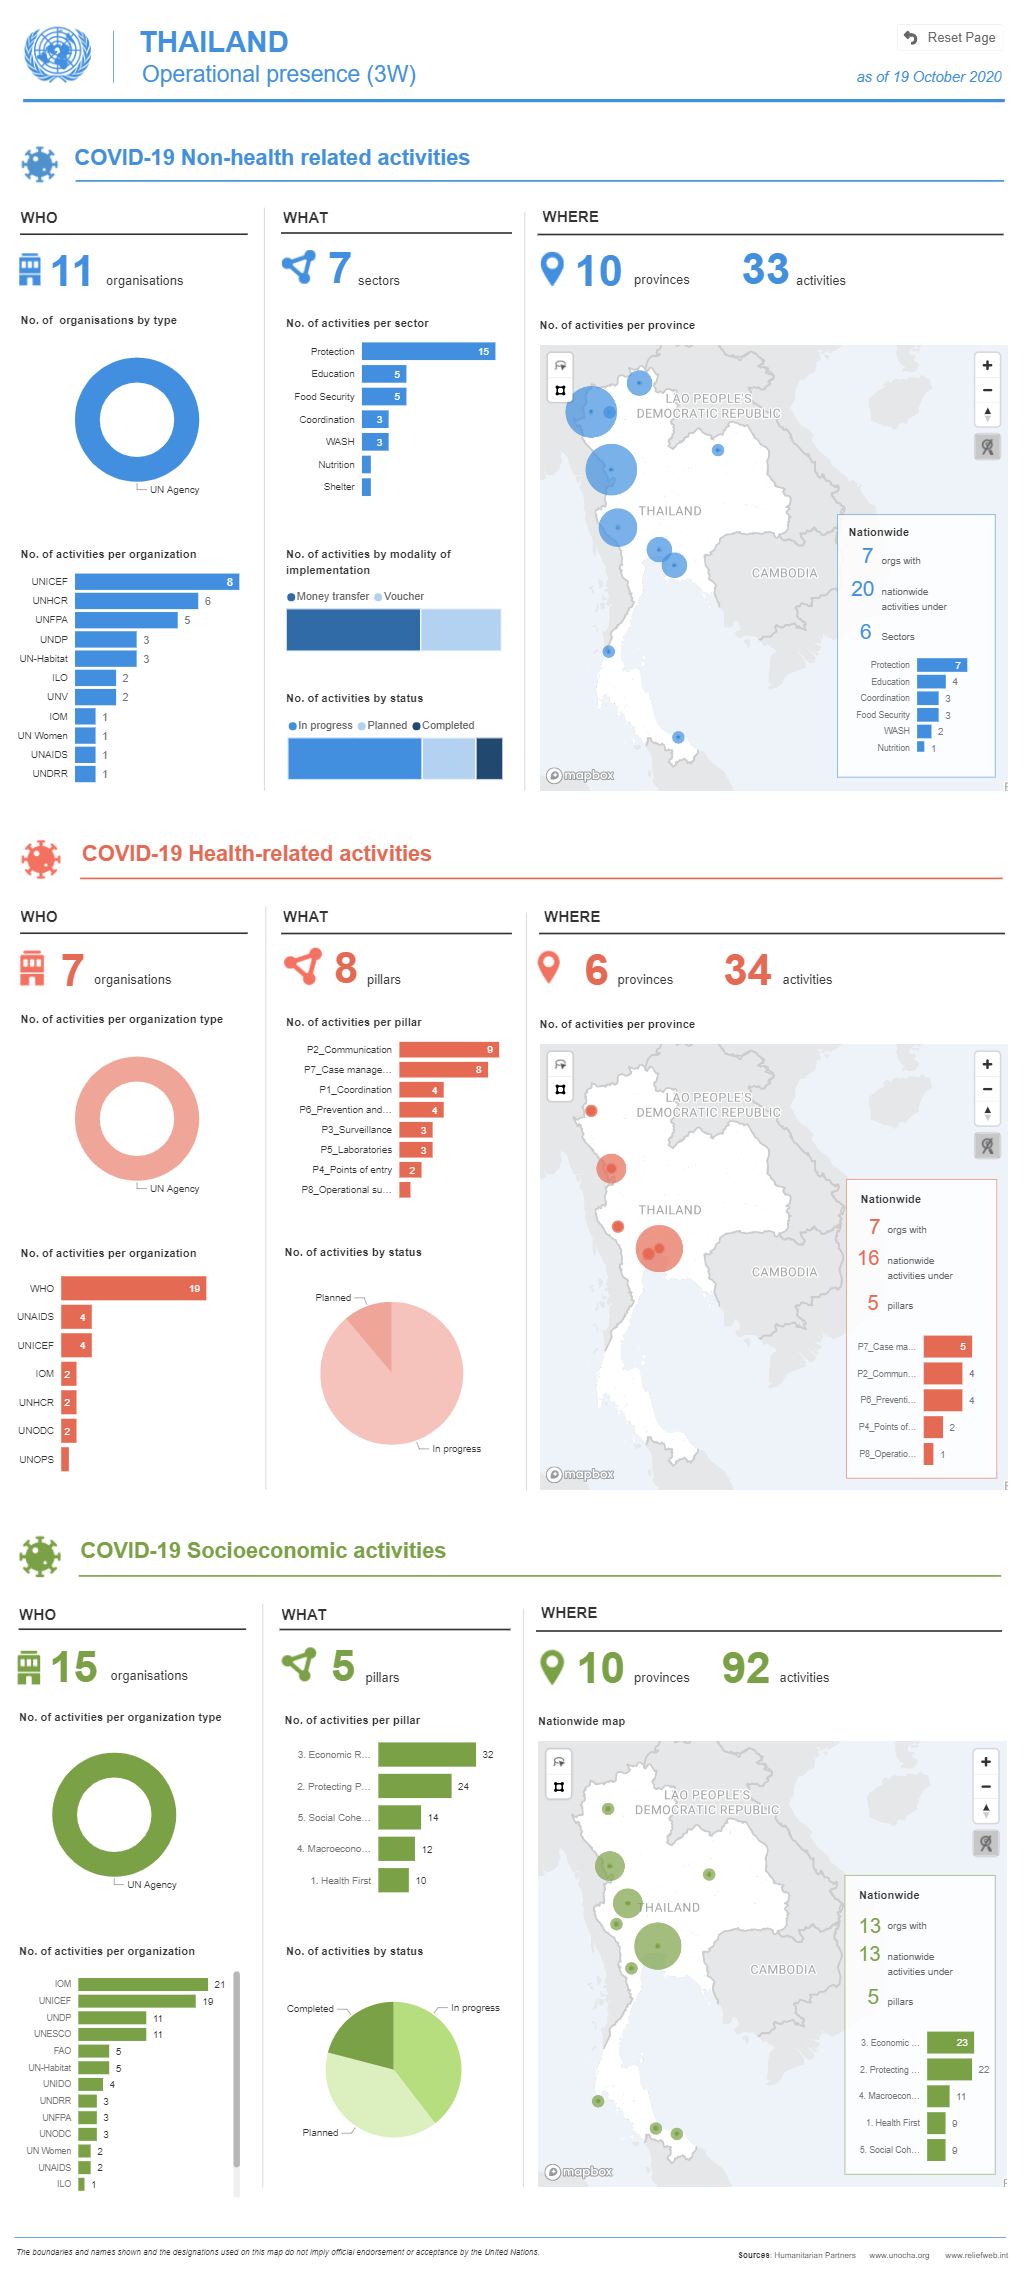 THAILAND
Operational presence (3W)
Reset Page
as of 19 October 2020
COVID-19 Non-health related activities
WHO
11 organisations
No. of organisations by type
UN Agency
No. of activities per organization
UNICEF 8
UNHCR 6
UNFPA 5
UNDP 3
UN-Habitat 3
ILO 2
UNV 2
IOM 1
UN Women 1
UNAIDS 1
UNDRR 1
WHAT
7 sectors
No. of activities per sector
Protection 15
Education 5
Food Security 5
Coordination 3
WASH 3
Nutrition
Shelter
No. of activities by modality of
implementation
Money transfer Voucher
No. of activities by status
In progress Planned Completed
WHERE
10 provinces 33 activities
No. of activities per province
LAO PEOPLE'S
DEMOCRATIC REPUBLIC
THAILAND
CAMBODIA
mapbox
Nationwide
7 orgs with
20 nationwide
activities under
6 Sectors
Protection 7
Education 4
Coordination 3
Food Security 3
WASH 2
Nutrition 1
COVID-19 Health-related activities
WHO
7 organisations
No. of activities per organization type
UN Agency
No. of activities per organization
WHO 19
UNAIDS 4
UNICEF 4
IOM 2
UNHCR 2
UNODC 2
UNOPS
WHAT
8 pillars
No. of activities per pillar
P2_Communication 9
P7_Case manage... 8
P1_Coordination 4
P6_Prevention and... 4
P3_Surveillance 3
P5_Laboratories 3
P4_Points of entry 2
P8_Operational su...
No. of activities by status
Planned
In progress
WHERE
6 provinces 34 activities
No. of activities per province
LAO PEOPLE'S
DEMOCRATIC REPUBLIC
THAILAND
CAMBODIA
mapbox
Nationwide
7 orgs with
16 nationwide
activities under
5 pillars
P7_Case ma... 5
P2_Commun... 4
P6_Preventi... 4
P4_Points of... 2
P8_Operatio... 1
COVID-19 Socioeconomic activities
WHO
15 organisations
No. of activities per organization type
UN Agency
No. of activities per organization
IOM 21
UNICEF 19
UNDP 11
UNESCO 11
FAO 5
UN-Habitat 5
UNIDO 4
UNDRR 3
UNFPA 3
UNODC 3
UN Women 2
UNAIDS 2
ILO 1
WHAT
5 pillars
No. of activities per pillar
3. Economic R... 32
2. Protecting P... 24
5. Social Cohe... 14
4. Macroecono... 12
1. Health First 10
No. of activities by status
Completed
In progress
Planned
WHERE
10 provinces 92 activities
Nationwide map
LAO PEOPLE'S
DEMOCRATIC REPUBLIC
THAILAND
CAMBODIA
mapbox
Nationwide
13 orgs with
13 nationwide
activities under
5 pillars
3. Economic ... 23
2. Protecting ... 22
4. Macroecon... 11
1. Health First 9
5. Social Coh... 9
The boundaries and names shown and the designations used on this map do not imply official endorsement or acceptance by the United Nations.
Sources: Humanitarian Partners www.unocha.org www.reliefweb.int